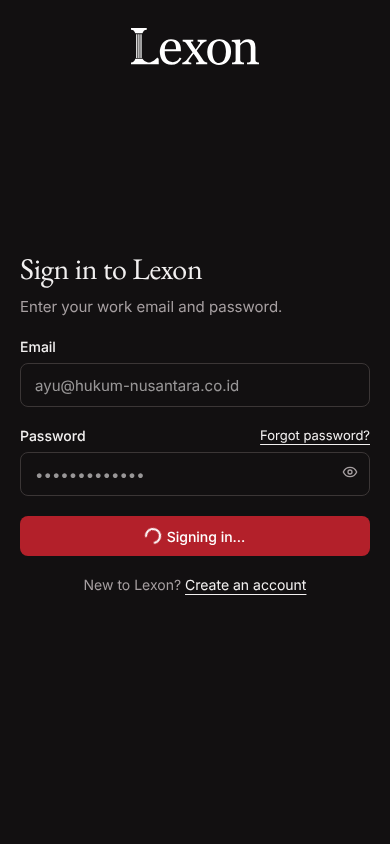 Lexon
Sign in to Lexon
Enter your work email and password.
Email
ayu@hukum-nusantara.co.id
Password
Forgot password?
•••••••••••••
Signing in...
New to Lexon? Create an account